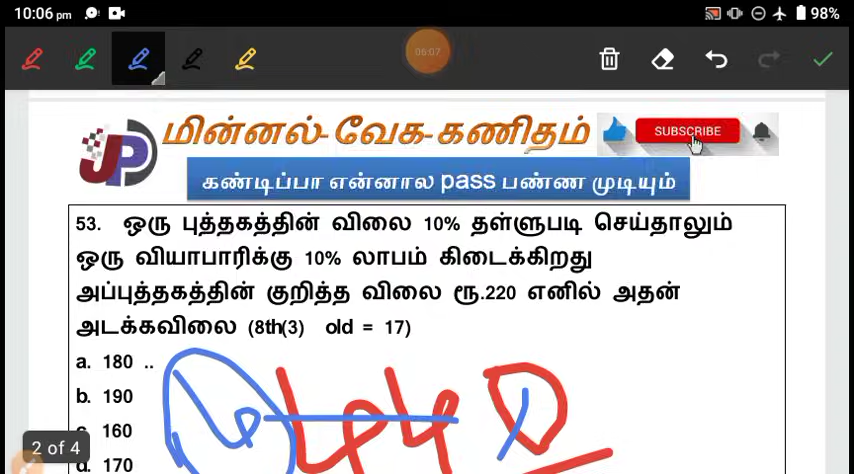 10:06 pm
98%
06:07
JP மின்னல்-வேக-கணிதம் SUBSCRIBE
கண்டிப்பா என்னால pass பண்ண முடியும்
53. ஒரு புத்தகத்தின் விலை 10% தள்ளுபடி செய்தாலும்
ஒரு வியாபாரிக்கு 10% லாபம் கிடைக்கிறது
அப்புத்தகத்தின் குறித்த விலை ரூ.220 எனில் அதன்
அடக்கவிலை (8th(3) old = 17)
a. 180 ..
b. 190
c. 160
d. 170
2 of 4